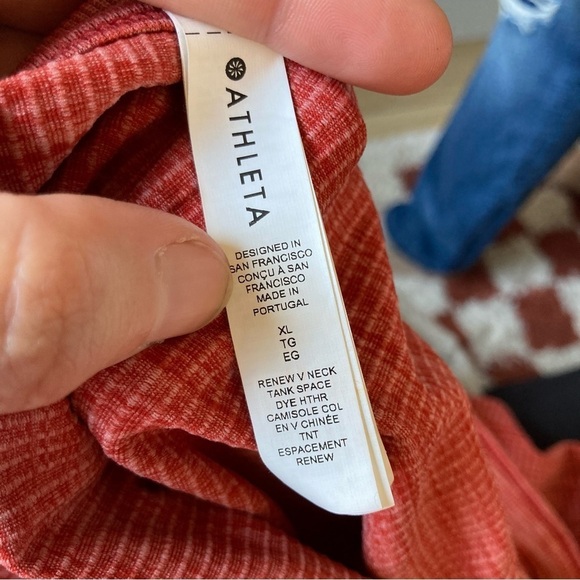 ATHLETA
DESIGNED IN
SAN FRANCISCO
CONÇU À SAN
FRANCISCO
MADE IN
PORTUGAL
XL
TG
EG
RENEW V NECK
TANK SPACE
DYE HTHR
CAMISOLE COL
EN V CHINÉE
TNT
ESPACEMENT
RENEW